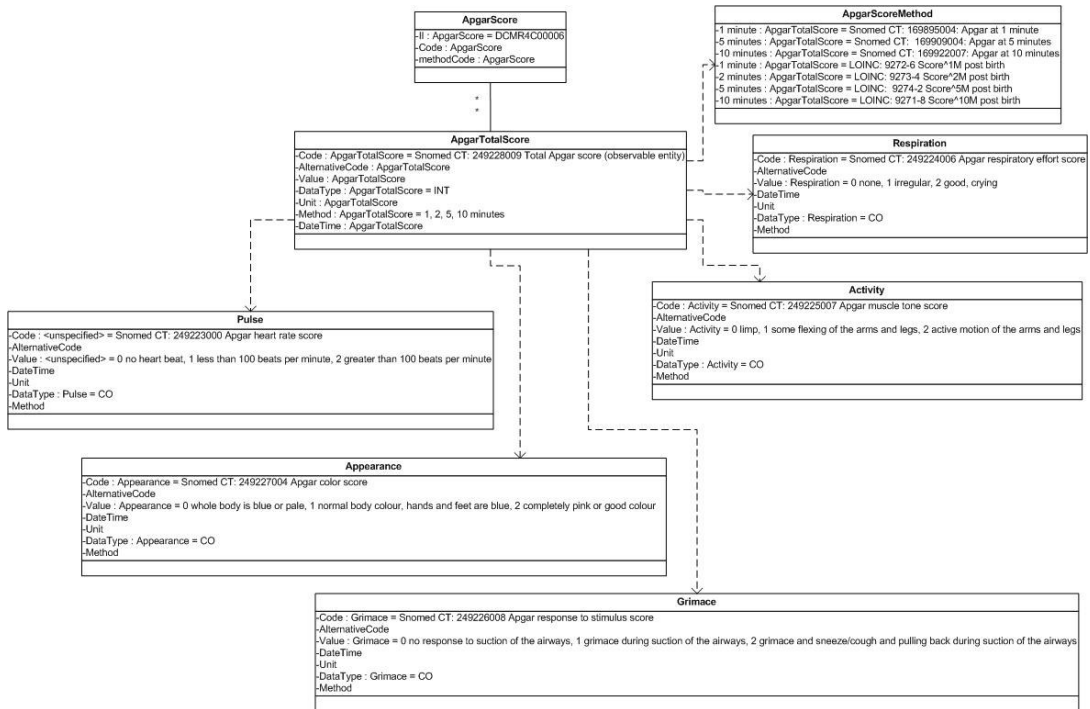 ApgarScore
-II : ApgarScore = DCMR4C00006
-Code : ApgarScore
-methodCode : ApgarScore
ApgarScoreMethod
-1 minute : ApgarTotalScore = Snomed CT: 169895004: Apgar at 1 minute
-5 minutes : ApgarTotalScore = Snomed CT:  169909004: Apgar at 5 minutes
-10 minutes : ApgarTotalScore = Snomed CT: 169922007: Apgar at 10 minutes
-1 minute : ApgarTotalScore = LOINC: 9272-6 Score^1M post birth
-2 minutes : ApgarTotalScore = LOINC: 9273-4 Score^2M post birth
-5 minutes : ApgarTotalScore = LOINC:  9274-2 Score^5M post birth
-10 minutes : ApgarTotalScore = LOINC: 9271-8 Score^10M post birth
*
*
ApgarTotalScore
-Code : ApgarTotalScore = Snomed CT: 249228009 Total Apgar score (observable entity)
-AlternativeCode : ApgarTotalScore
-Value : ApgarTotalScore
-DataType : ApgarTotalScore = INT
-Unit : ApgarTotalScore
-Method : ApgarTotalScore = 1, 2, 5, 10 minutes
-DateTime : ApgarTotalScore
Respiration
-Code : Respiration = Snomed CT: 249224006 Apgar respiratory effort score
-AlternativeCode
-Value : Respiration = 0 none, 1 irregular, 2 good, crying
-DateTime
-Unit
-DataType : Respiration = CO
-Method
Activity
-Code : Activity = Snomed CT: 249225007 Apgar muscle tone score
-AlternativeCode
-Value : Activity = 0 limp, 1 some flexing of the arms and legs, 2 active motion of the arms and legs
-DateTime
-Unit
-DataType : Activity = CO
-Method
Pulse
-Code : <unspecified> = Snomed CT: 249223000 Apgar heart rate score
-AlternativeCode
-Value : <unspecified> = 0 no heart beat, 1 less than 100 beats per minute, 2 greater than 100 beats per minute
-DateTime
-Unit
-DataType : Pulse = CO
-Method
Appearance
-Code : Appearance = Snomed CT: 249227004 Apgar color score
-AlternativeCode
-Value : Appearance = 0 whole body is blue or pale, 1 normal body colour, hands and feet are blue, 2 completely pink or good colour
-DateTime
-Unit
-DataType : Appearance = CO
-Method
Grimace
-Code : Grimace = Snomed CT: 249226008 Apgar response to stimulus score
-AlternativeCode
-Value : Grimace = 0 no response to suction of the airways, 1 grimace during suction of the airways, 2 grimace and sneeze/cough and pulling back during suction of the airways
-DateTime
-Unit
-DataType : Grimace = CO
-Method